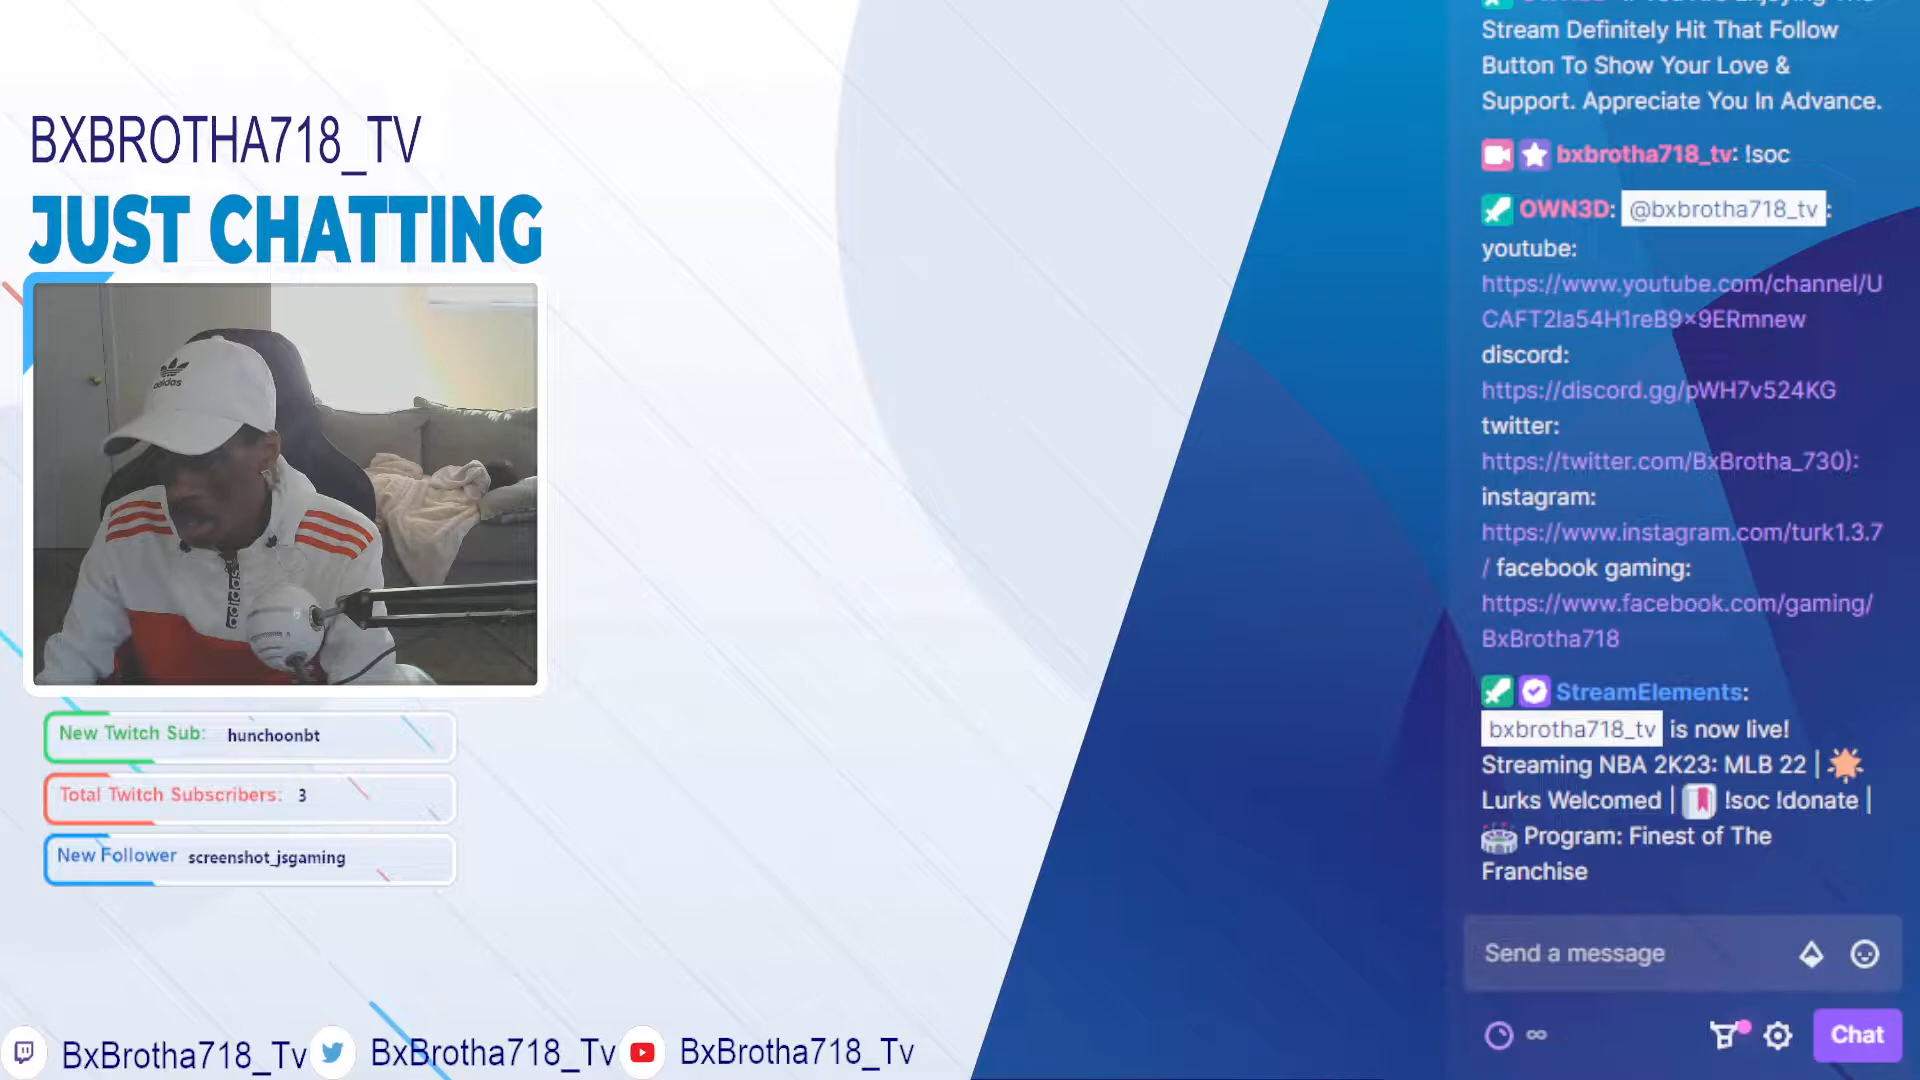 BXBROTHA718_TV
JUST CHATTING
adidas
adidas
New Twitch Sub: hunchoonbt
Total Twitch Subscribers: 3
New Follower screenshot_jsgaming
BxBrotha718_Tv BxBrotha718_Tv BxBrotha718_Tv
Stream Definitely Hit That Follow
Button To Show Your Love &
Support. Appreciate You In Advance.
bxbrotha718_tv: !soc
OWN3D: @bxbrotha718_tv:
youtube:
https://www.youtube.com/channel/U
CAFT2la54H1reB9x9ERmnew
discord:
https://discord.gg/pWH7v524KG
twitter:
https://twitter.com/BxBrotha_730):
instagram:
https://www.instagram.com/turk1.3.7
/ facebook gaming:
https://www.facebook.com/gaming/
BxBrotha718
StreamElements:
bxbrotha718_tv is now live!
Streaming NBA 2K23: MLB 22 |
Lurks Welcomed | !soc !donate |
Program: Finest of The
Franchise
Send a message
Chat